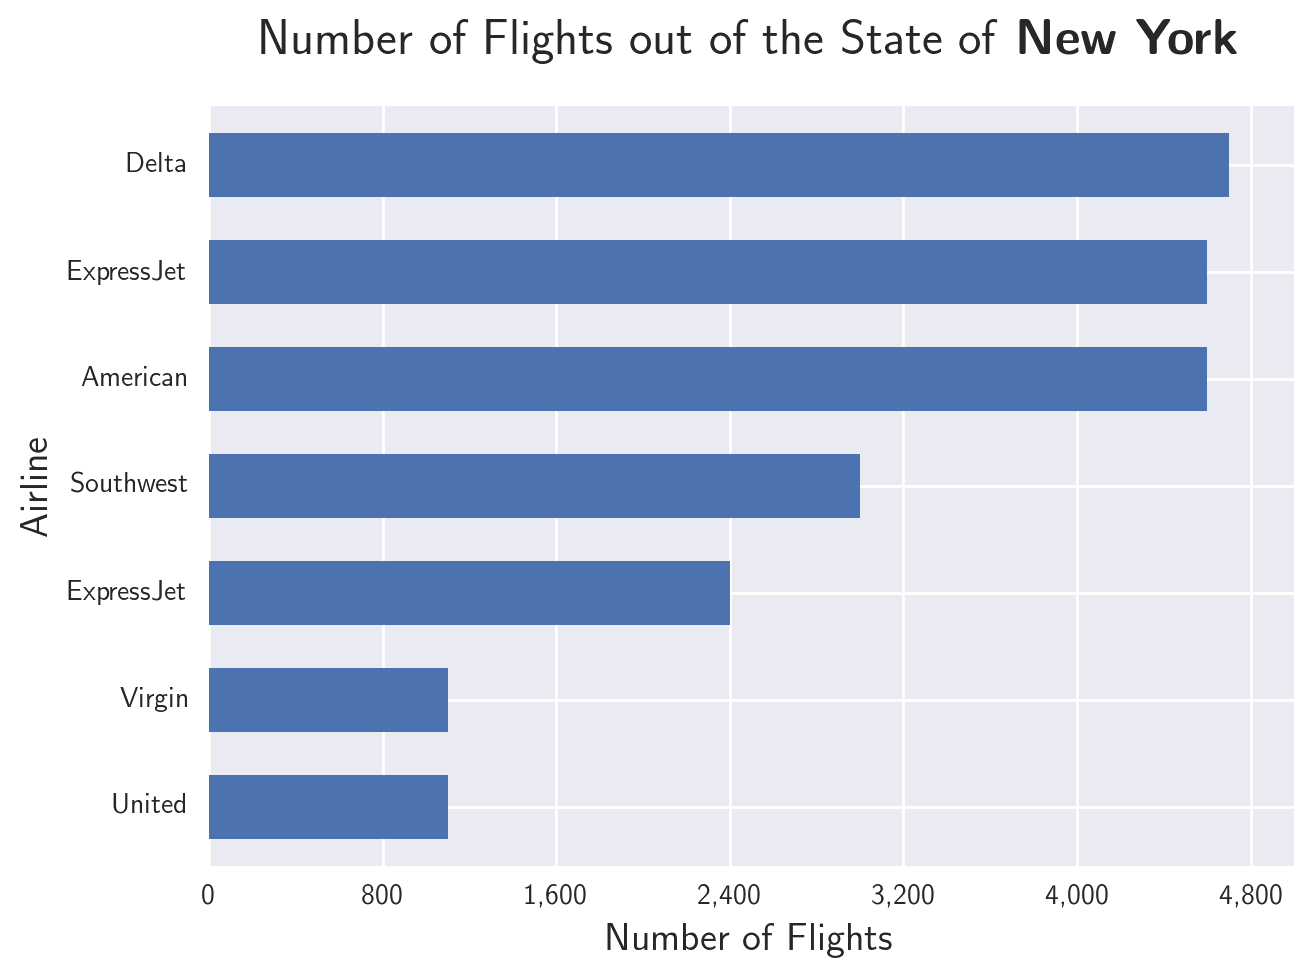 Number of Flights out of the State of New York
Delta
ExpressJet
American
Southwest
ExpressJet
Virgin
United
Airline
0 800 1,600 2,400 3,200 4,000 4,800
Number of Flights